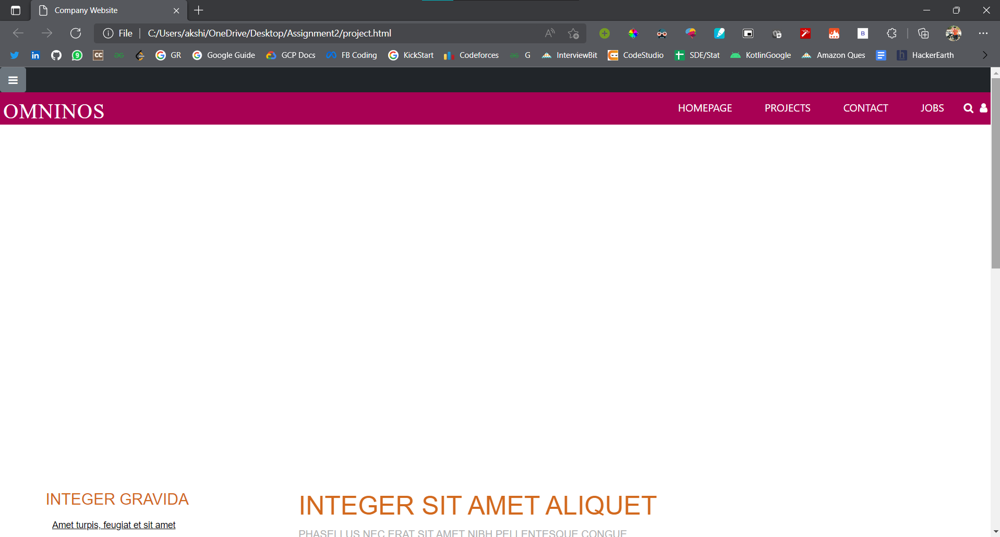 Company Website
File C:/Users/akshi/OneDrive/Desktop/Assignment2/project.html
9 CC GR Google Guide GCP Docs FB Coding KickStart Codeforces G InterviewBit CodeStudio SDE/Stat KotlinGoogle Amazon Ques HackerEarth
OMNINOS HOMEPAGE PROJECTS CONTACT JOBS
INTEGER GRAVIDA
INTEGER SIT AMET ALIQUET
Amet turpis, feugiat et sit amet
PHASELLUS NEC ERAT SIT AMET NIBH PELLENTESQUE CONGUE